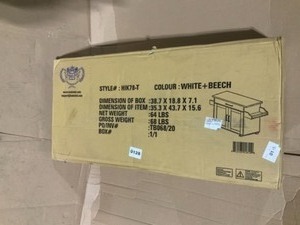 STYLE# : HIK78-T COLOUR : WHITE+BEECH
DIMENSION OF BOX : 38.7 X 18.8 X 7.1
DIMENSION OF ITEM : 35.3 X 43.7 X 15.6
NET WEIGHT : 64 LBS
GROSS WEIGHT : 68 LBS
PO/INV# : TB068/20
BOX# : 1/1